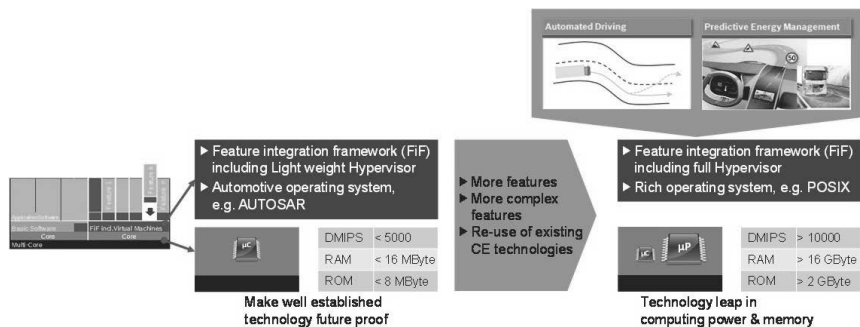 Automated Driving
Predictive Energy Management
50
▶ Feature integration framework (FiF)
including Light weight Hypervisor
▶ Automotive operating system,
e.g. AUTOSAR
▶ More features
▶ More complex
features
▶ Re-use of existing
CE technologies
▶ Feature integration framework (FiF)
including full Hypervisor
▶ Rich operating system, e.g. POSIX
Feature n
Application Software
Basic Software
FiF incl. Virtual Machines
Core
Core
Multi-Core
µC
DMIPS < 5000
RAM < 16 MByte
ROM < 8 MByte
µC
µP
DMIPS > 10000
RAM > 16 GByte
ROM > 2 GByte
Make well established
technology future proof
Technology leap in
computing power & memory